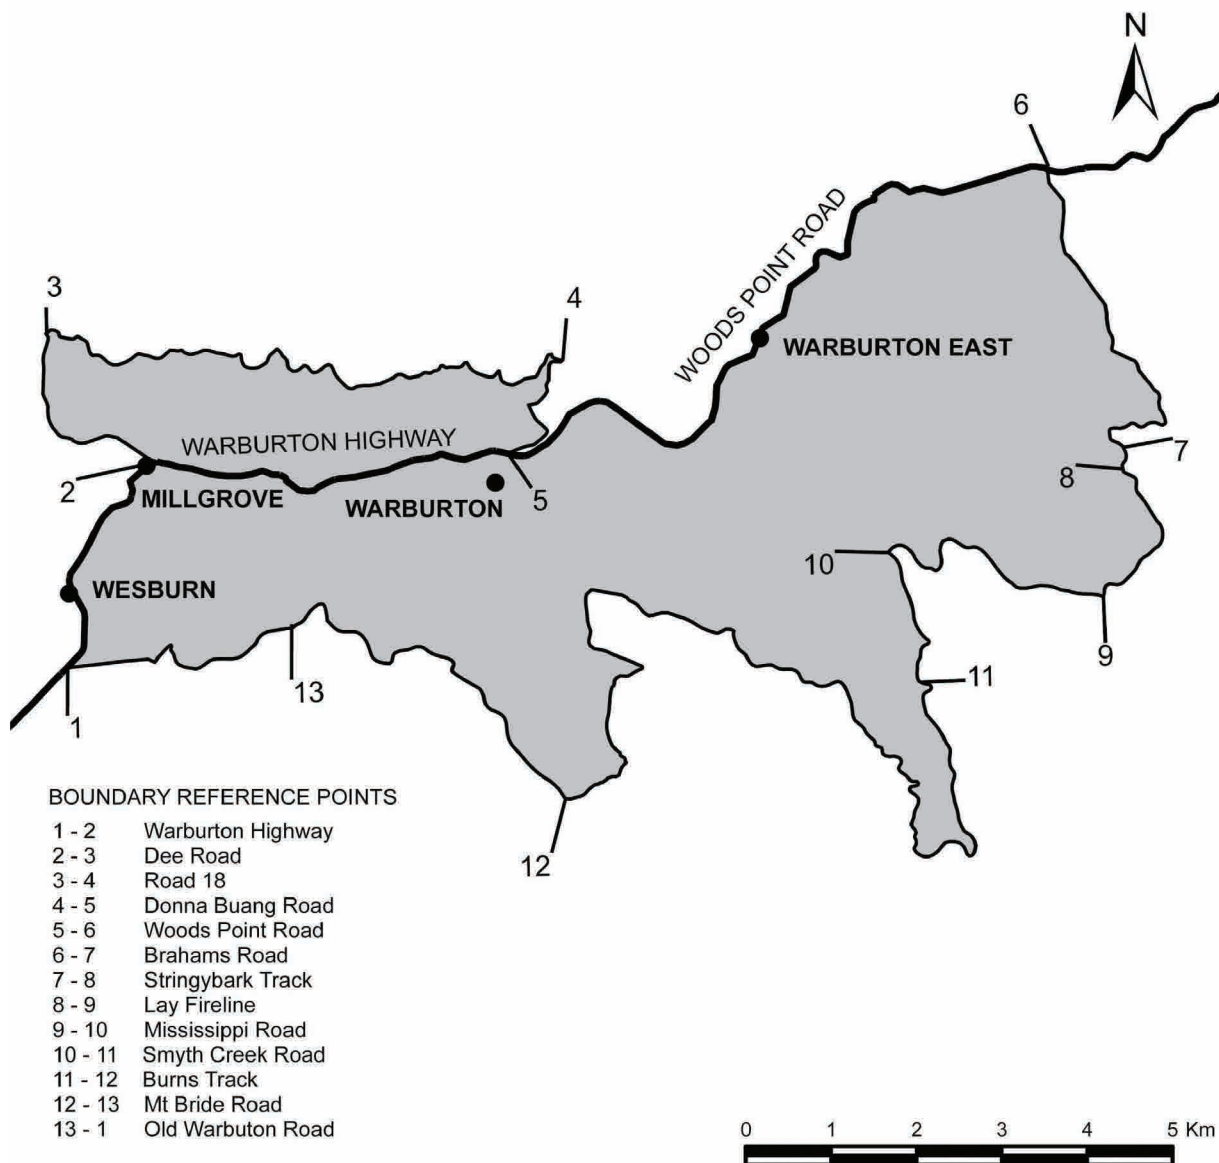 N
6
3
4
WOODS POINT ROAD
WARBURTON EAST
WARBURTON HIGHWAY
7
8
2
MILLGROVE
WARBURTON
5
10
WESBURN
9
11
13
1
12
BOUNDARY REFERENCE POINTS
1 - 2 Warburton Highway
2 - 3 Dee Road
3 - 4 Road 18
4 - 5 Donna Buang Road
5 - 6 Woods Point Road
6 - 7 Brahams Road
7 - 8 Stringybark Track
8 - 9 Lay Fireline
9 - 10 Mississippi Road
10 - 11 Smyth Creek Road
11 - 12 Burns Track
12 - 13 Mt Bride Road
13 - 1 Old Warbuton Road
0 1 2 3 4 5 Km